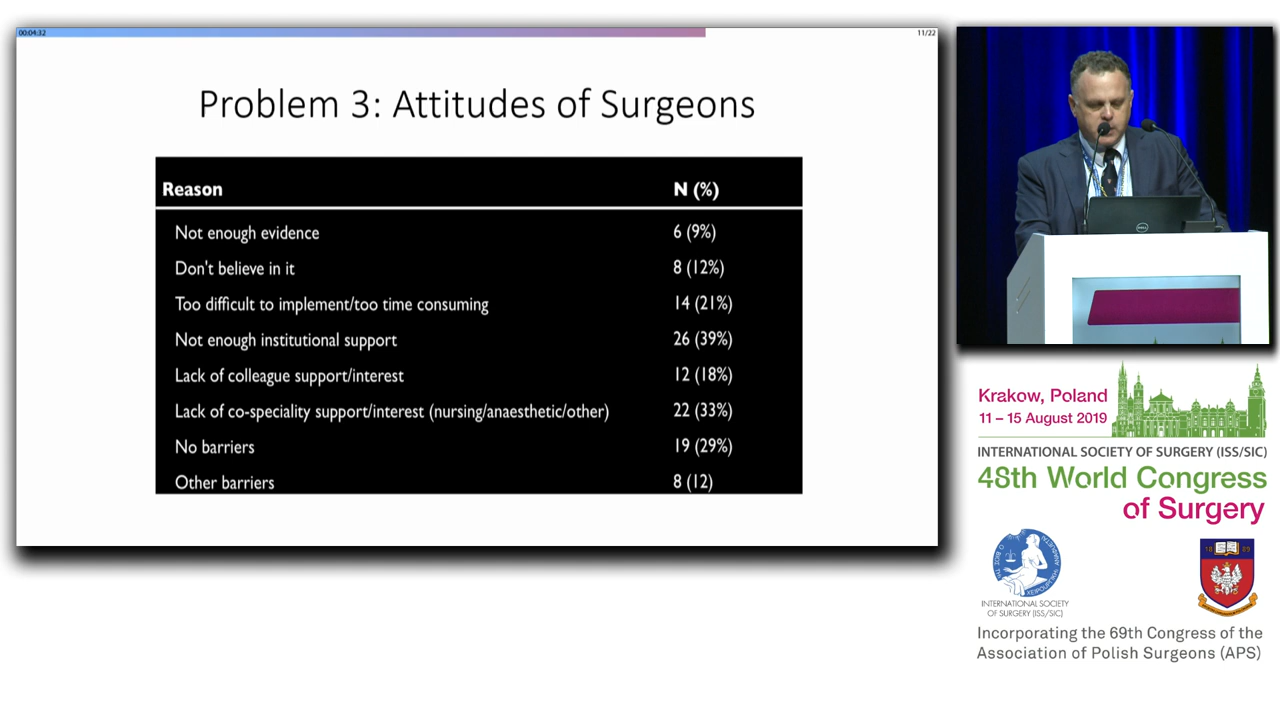 00:04:32
11/22
Problem 3: Attitudes of Surgeons
Reason N (%)
Not enough evidence 6 (9%)
Don't believe in it 8 (12%)
Too difficult to implement/too time consuming 14 (21%)
Not enough institutional support 26 (39%)
Lack of colleague support/interest 12 (18%)
Lack of co-speciality support/interest (nursing/anaesthetic/other) 22 (33%)
No barriers 19 (29%)
Other barriers 8 (12)
DELL
Krakow, Poland
11 – 15 August 2019
INTERNATIONAL SOCIETY OF SURGERY (ISS/SIC)
48th World Congress
of Surgery
INTERNATIONAL SOCIETY
OF SURGERY (ISS/SIC)
Incorporating the 69th Congress of the
Association of Polish Surgeons (APS)